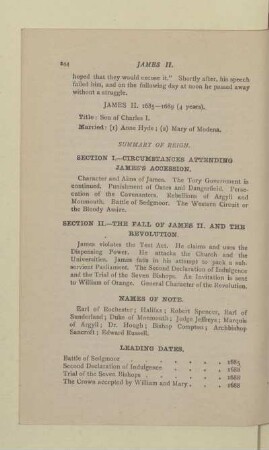 244 JAMES II.
hoped that they would excuse it." Shortly after, his speech
failed him, and on the following day at noon he passed away
without a struggle.
JAMES II. 1685–1689 (4 years).
Title: Son of Charles I.
Married: (1) Anne Hyde; (2) Mary of Modena.
SUMMARY OF REIGN.
SECTION I.—CIRCUMSTANCES ATTENDING
JAMES'S ACCESSION.
Character and Aims of James. The Tory Government is
continued. Punishment of Oates and Dangerfield. Perse-
cution of the Covenanters. Rebellions of Argyll and
Monmouth. Battle of Sedgmoor. The Western Circuit or
the Bloody Assize.
SECTION II.—THE FALL OF JAMES II. AND THE
REVOLUTION.
James violates the Test Act. He claims and uses the
Dispensing Power. He attacks the Church and the
Universities. James fails in his attempt to pack a sub-
servient Parliament. The Second Declaration of Indulgence
and the Trial of the Seven Bishops. An Invitation is sent
to William of Orange. General Character of the Revolution.
NAMES OF NOTE.
Earl of Rochester; Halifax; Robert Spencer, Earl of
Sunderland; Duke of Monmouth; Judge Jeffreys; Marquis
of Argyll; Dr. Hough; Bishop Compton; Archbishop
Sancroft; Edward Russell.
LEADING DATES.
Battle of Sedgmoor . . . . 1685
Second Declaration of Indulgence . . . 1688
Trial of the Seven Bishops . . . . 1688
The Crown accepted by William and Mary . . . 1688